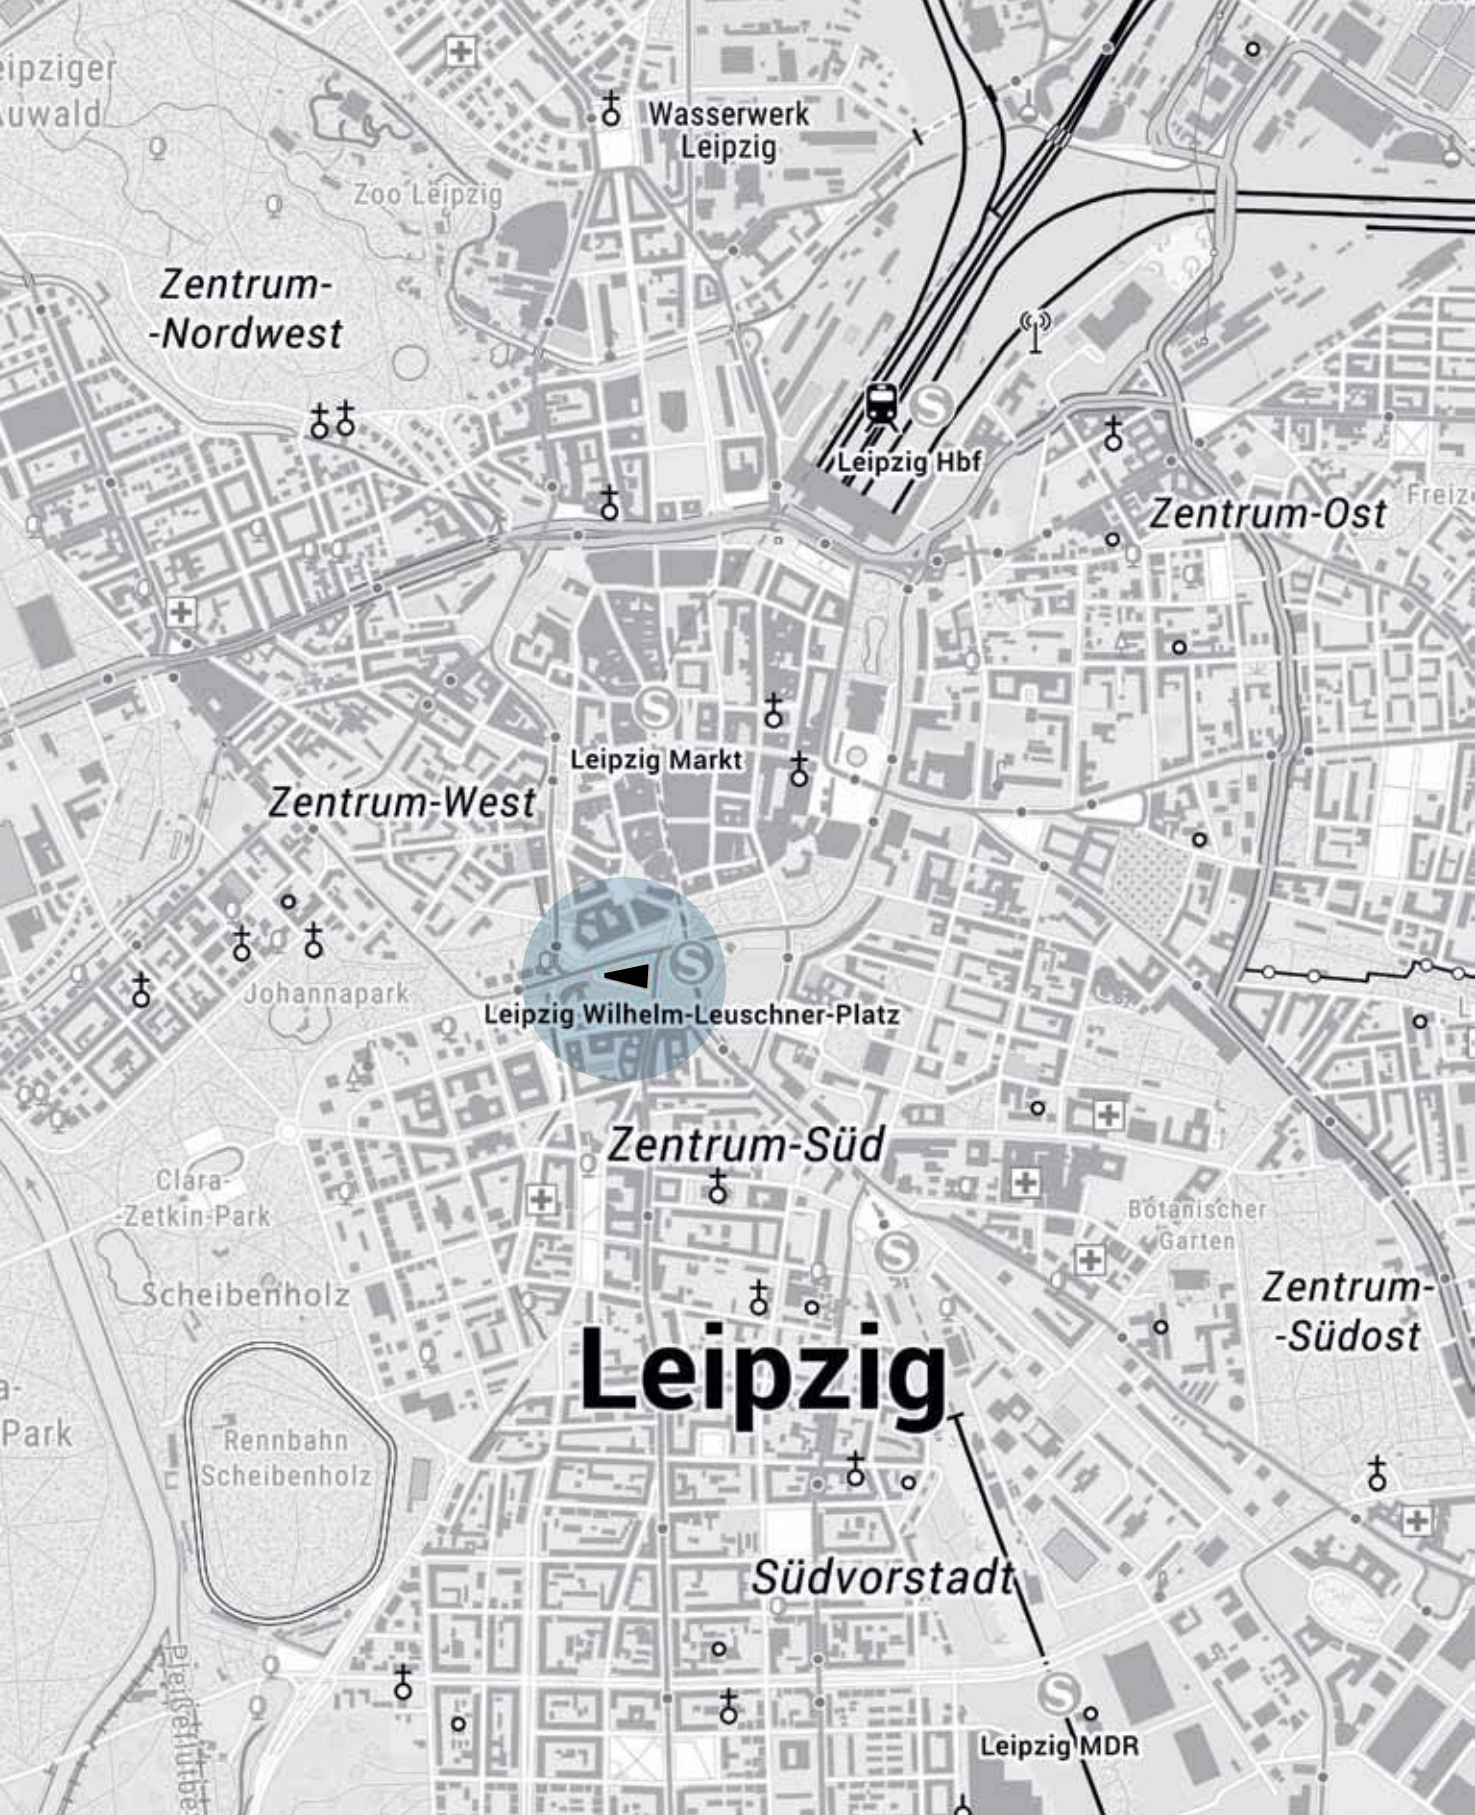 eipziger
Auwald
Wasserwerk
Leipzig
Zoo Leipzig
Zentrum-
-Nordwest
S
Leipzig Hbf
Zentrum-Ost
S
Leipzig Markt
Zentrum-West
S
Johannapark
Leipzig Wilhelm-Leuschner-Platz
Zentrum-Süd
Clara-
-Zetkin-Park
Botanischer
Garten
S
Scheibenholz
Zentrum-
-Südost
Leipzig
a-
Park
Rennbahn
Scheibenholz
Südvorstadt
S
Leipzig MDR